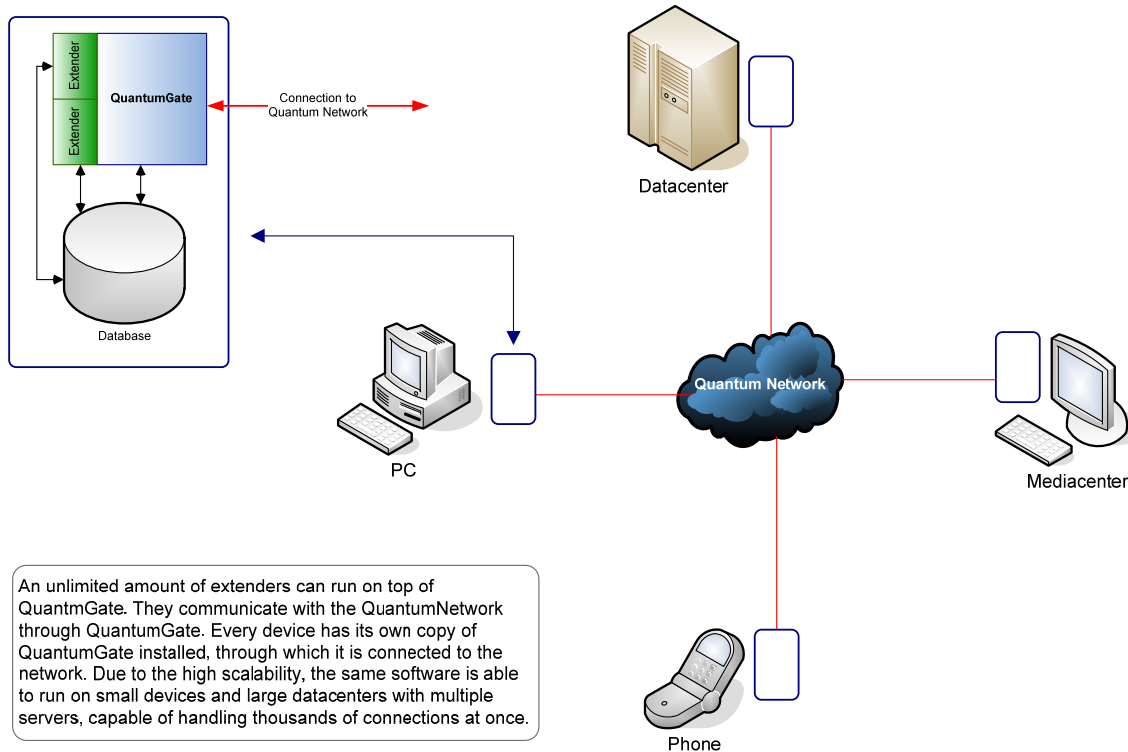 Extender
Extender
QuantumGate
Connection to
Quantum Network
Database
Datacenter
PC
Quantum Network
Mediacenter
Phone
An unlimited amount of extenders can run on top of
QuantmGate. They communicate with the QuantumNetwork
through QuantumGate. Every device has its own copy of
QuantumGate installed, through which it is connected to the
network. Due to the high scalability, the same software is able
to run on small devices and large datacenters with multiple
servers, capable of handling thousands of connections at once.